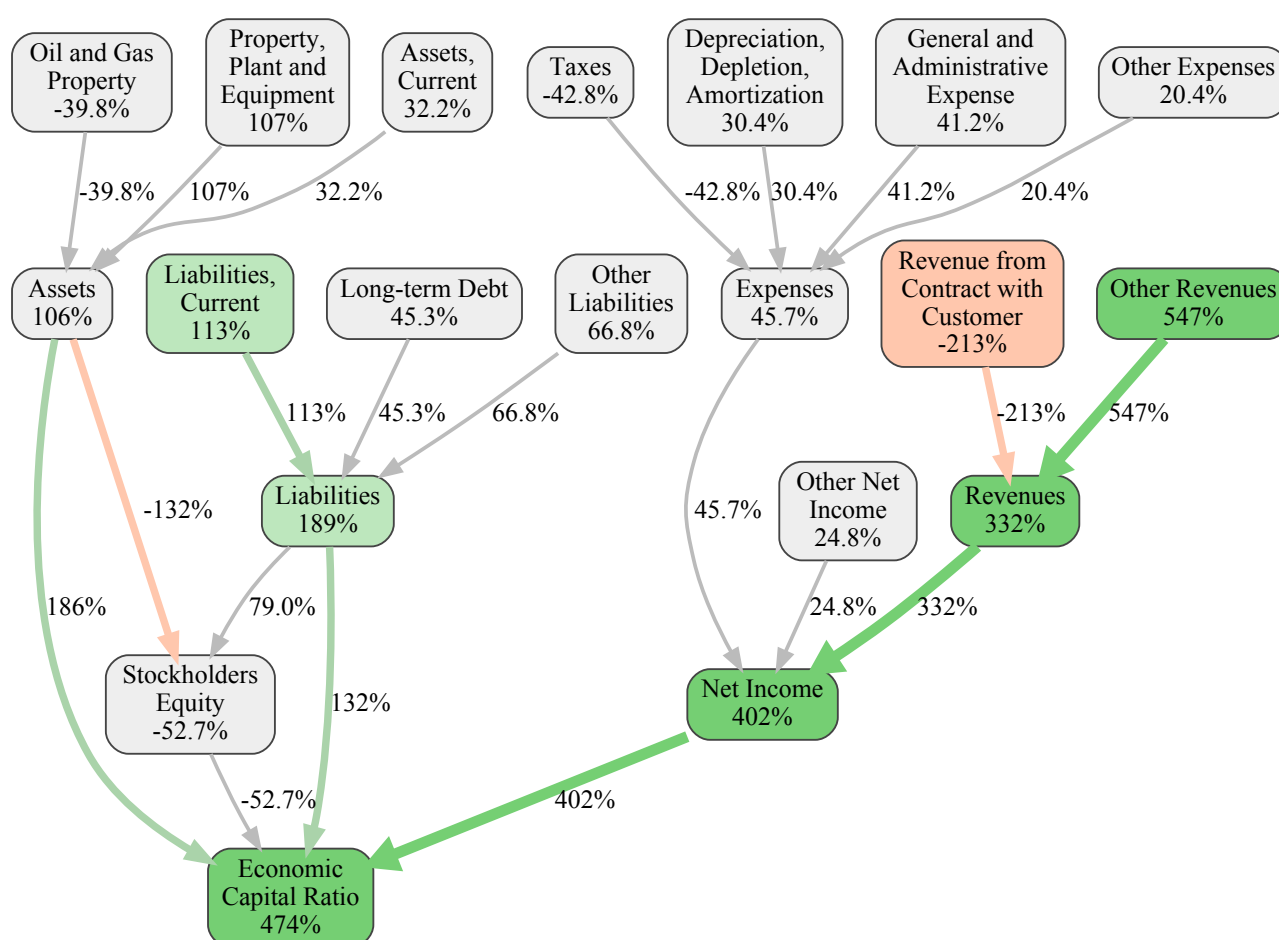 Oil and Gas
Property
-39.8%
Property,
Plant and
Equipment
107%
Assets,
Current
32.2%
Taxes
-42.8%
Depreciation,
Depletion,
Amortization
30.4%
General and
Administrative
Expense
41.2%
Other Expenses
20.4%
-39.8%
107%
32.2%
-42.8%
30.4%
41.2%
20.4%
Assets
106%
Liabilities,
Current
113%
Long-term Debt
45.3%
Other
Liabilities
66.8%
Expenses
45.7%
Revenue from
Contract with
Customer
-213%
Other Revenues
547%
113%
45.3%
66.8%
-213%
547%
-132%
Liabilities
189%
45.7%
Other Net
Income
24.8%
Revenues
332%
186%
79.0%
24.8%
332%
Stockholders
Equity
-52.7%
132%
Net Income
402%
-52.7%
402%
Economic
Capital Ratio
474%